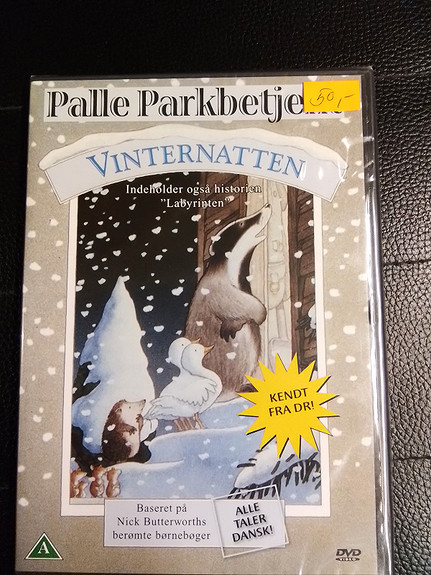 Palle Parkbetje
50,-
VINTERNATTEN
Indeholder også historien
"Labyrinten"
KENDT
FRA DR!
Baseret på
Nick Butterworths
berømte børnebøger
ALLE
TALER
DANSK!
A
DVD
VIDEO